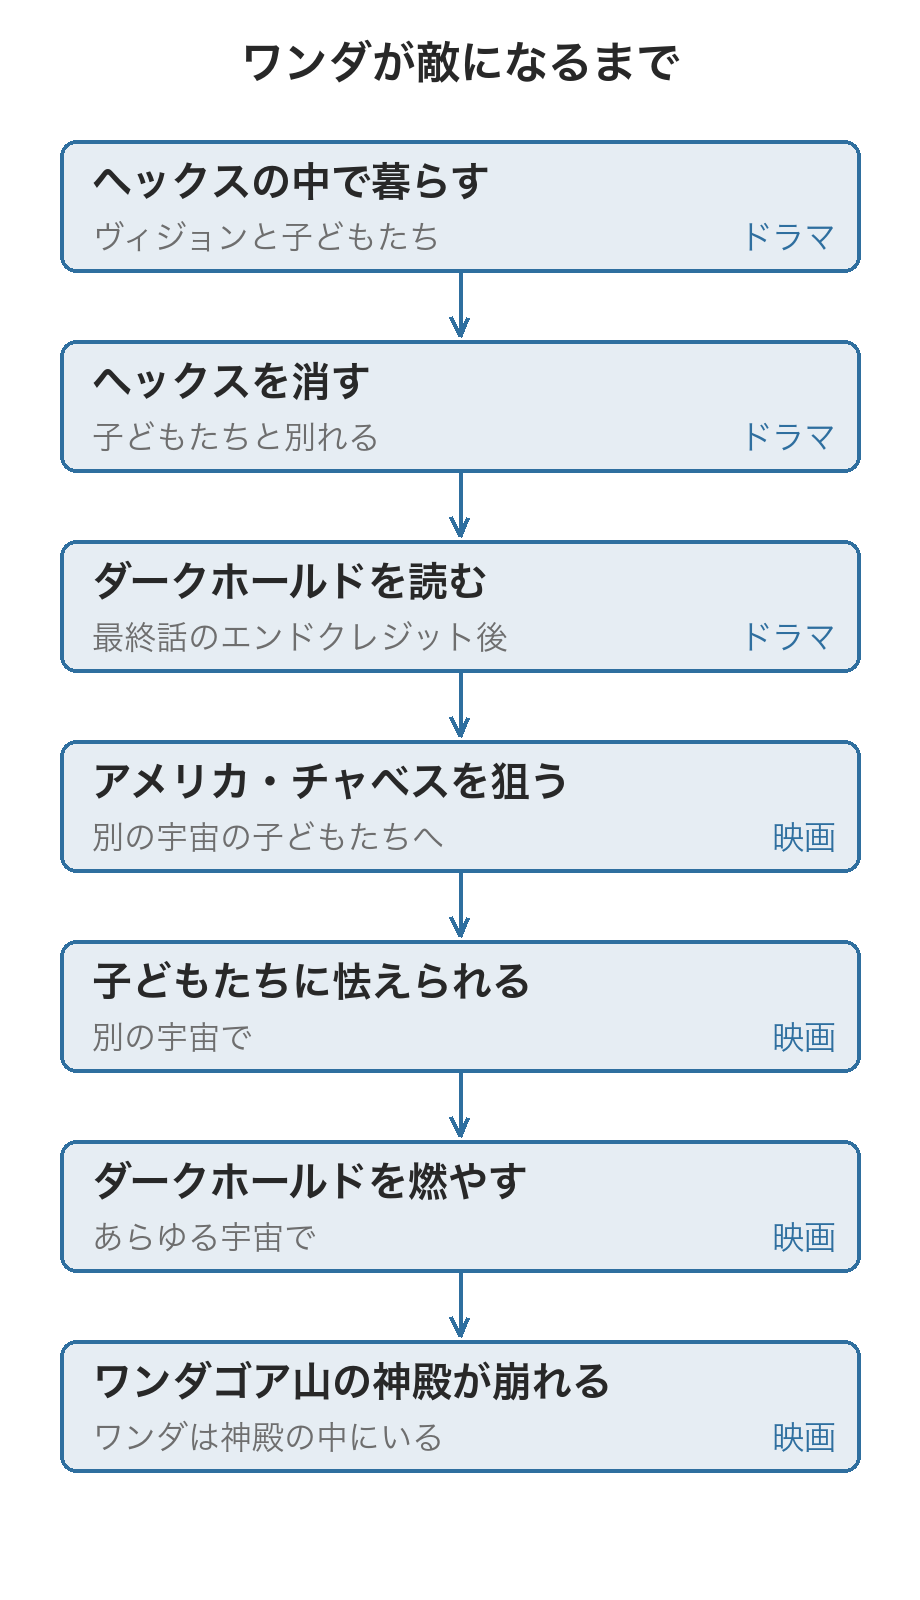 ワンダが敵になるまで
ヘックスの中で暮らす
ヴィジョンと子どもたち ドラマ
ヘックスを消す
子どもたちと別れる ドラマ
ダークホールドを読む
最終話のエンドクレジット後 ドラマ
アメリカ・チャベスを狙う
別の宇宙の子どもたちへ 映画
子どもたちに怯えられる
別の宇宙で 映画
ダークホールドを燃やす
あらゆる宇宙で 映画
ワンダゴア山の神殿が崩れる
ワンダは神殿の中にいる 映画